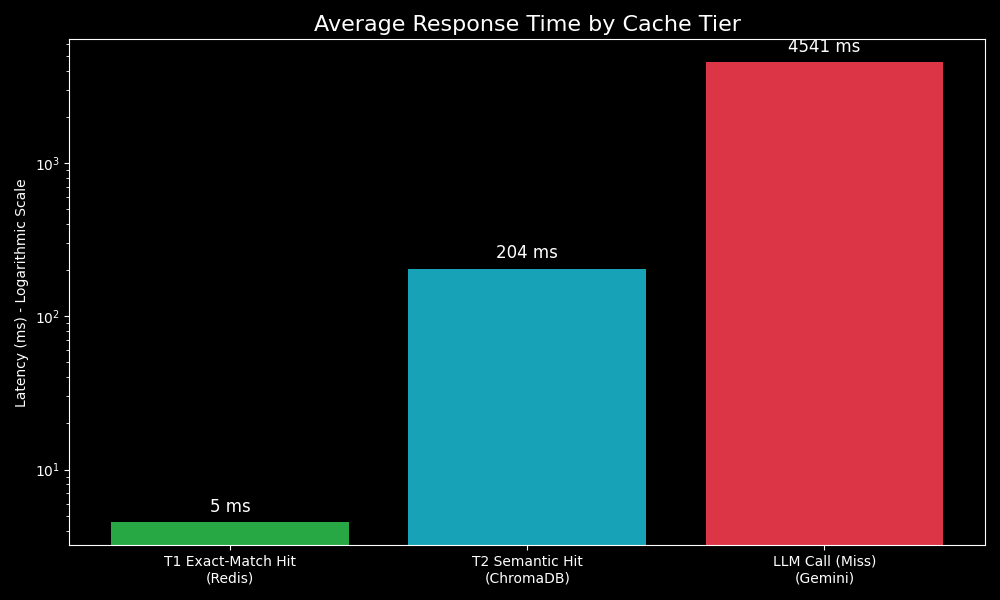 Average Response Time by Cache Tier
4541 ms
10³
204 ms
10²
10¹
5 ms
Latency (ms) - Logarithmic Scale
T1 Exact-Match Hit
(Redis)
T2 Semantic Hit
(ChromaDB)
LLM Call (Miss)
(Gemini)